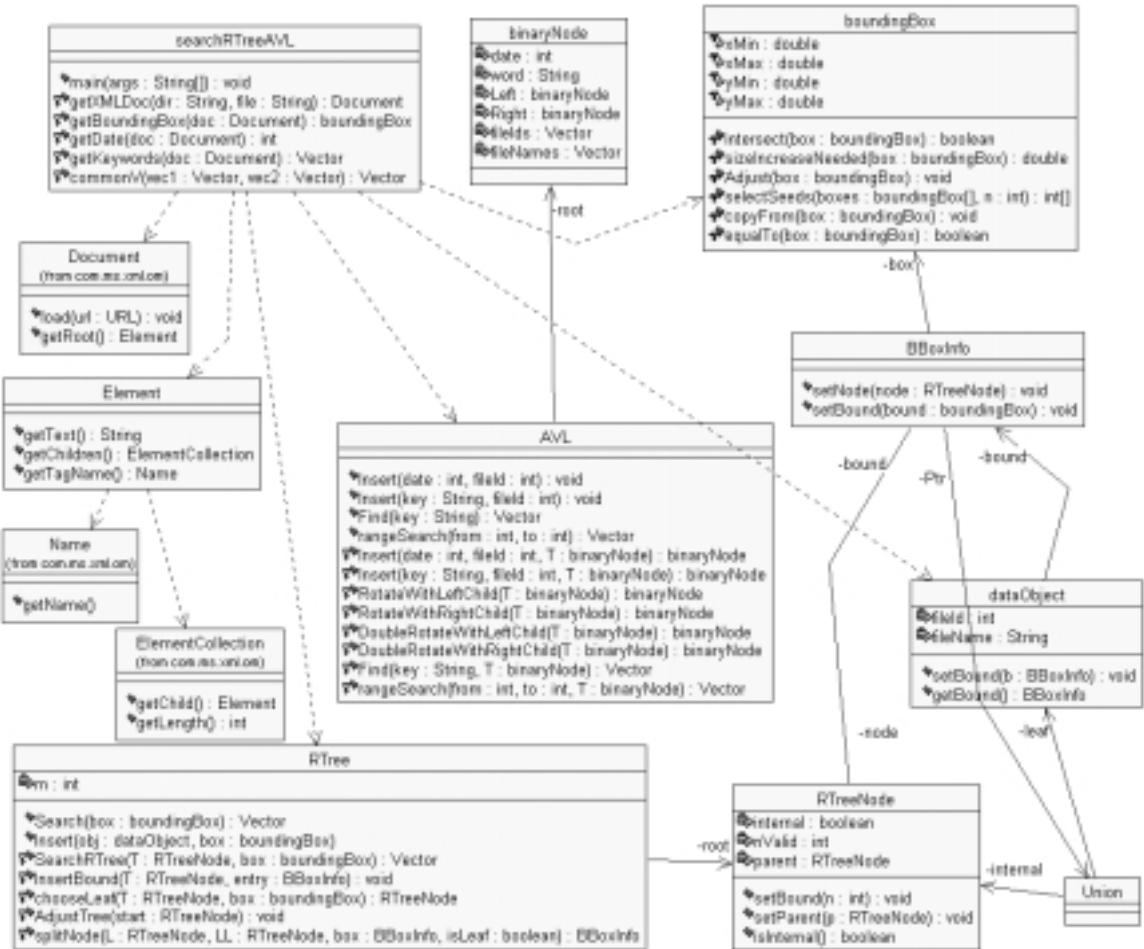 searchRTreeAVL
main(args : String[]) : void
getXMLDoc(dir : String, file : String) : Document
getBoundingBox(doc : Document) : boundingBox
getDate(doc : Document) : int
getKeywords(doc : Document) : Vector
commonV(vec1 : Vector, vec2 : Vector) : Vector
binaryNode
date : int
word : String
Left : binaryNode
Right : binaryNode
fileIds : Vector
fileNames : Vector
boundingBox
xMin : double
xMax : double
yMin : double
yMax : double
Intersect(box : boundingBox) : boolean
sizeIncreaseNeeded(box : boundingBox) : double
Adjust(box : boundingBox) : void
selectSeeds(boxes : boundingBox[], n : int) : int[]
copyFrom(box : boundingBox) : void
equalTo(box : boundingBox) : boolean
-root
-box
Document
(from com.ms.xml.om)
load(url : URL) : void
getRoot() : Element
BBoxInfo
setNode(node : RTreeNode) : void
setBound(bound : boundingBox) : void
Element
getText() : String
getChildren() : ElementCollection
getTagName() : Name
AVL
Insert(date : int, fileId : int) : void
Insert(key : String, fileId : int) : void
Find(key : String) : Vector
rangeSearch(from : int, to : int) : Vector
Insert(date : int, fileId : int, T : binaryNode) : binaryNode
Insert(key : String, fileId : int, T : binaryNode) : binaryNode
RotateWithLeftChild(T : binaryNode) : binaryNode
RotateWithRightChild(T : binaryNode) : binaryNode
DoubleRotateWithLeftChild(T : binaryNode) : binaryNode
DoubleRotateWithRightChild(T : binaryNode) : binaryNode
Find(key : String, T : binaryNode) : Vector
rangeSearch(from : int, to : int, T : binaryNode) : Vector
-bound
-Ptr
-bound
Name
(from com.ms.xml.om)
getName()
ElementCollection
(from com.ms.xml.om)
getChild() : Element
getLength() : int
dataObject
fileId : int
fileName : String
setBound(b : BBoxInfo) : void
getBound() : BBoxInfo
-node
-leaf
RTree
m : int
Search(box : boundingBox) : Vector
Insert(obj : dataObject, box : boundingBox)
SearchRTree(T : RTreeNode, box : boundingBox) : Vector
InsertBound(T : RTreeNode, entry : BBoxInfo) : void
chooseLeaf(T : RTreeNode, box : boundingBox) : RTreeNode
AdjustTree(start : RTreeNode) : void
splitNode(L : RTreeNode, LL : RTreeNode, box : BBoxInfo, isLeaf : boolean) : BBoxInfo
-root
RTreeNode
internal : boolean
nValid : int
parent : RTreeNode
setBound(n : int) : void
setParent(p : RTreeNode) : void
isInternal() : boolean
-internal
Union